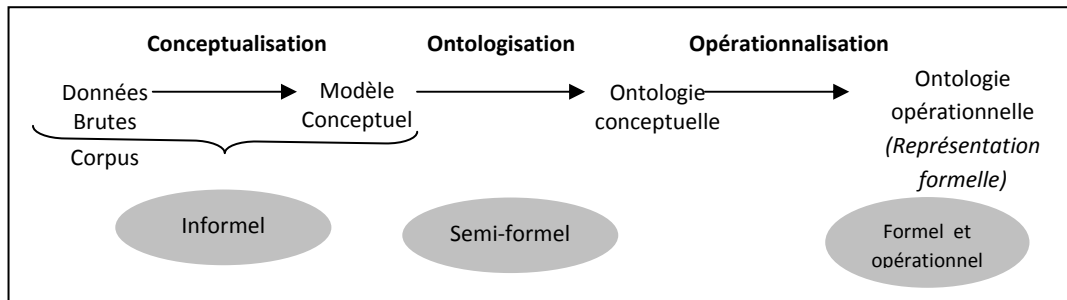 Conceptualisation
Ontologisation
Opérationnalisation
Données
Brutes
Corpus
Modèle
Conceptuel
Ontologie
conceptuelle
Ontologie
opérationnelle
(Représentation
formelle)
Informel
Semi-formel
Formel et
opérationnel